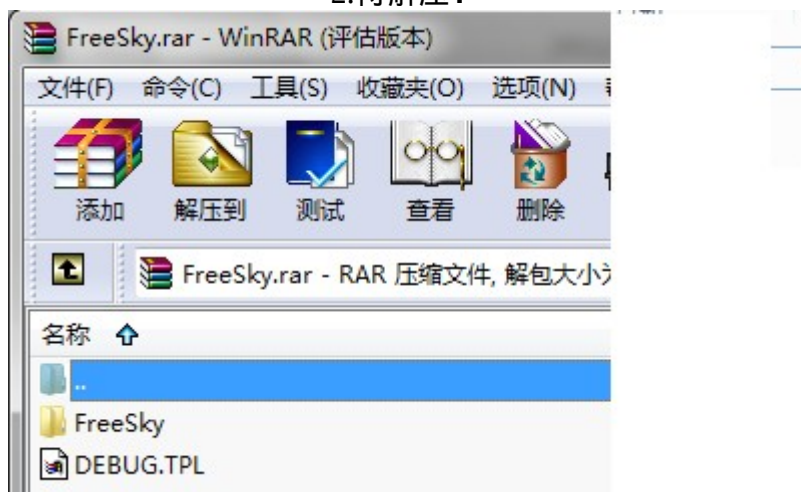 FreeSky.rar - WinRAR (评估版本)
文件(F) 命令(C) 工具(S) 收藏夹(O) 选项(N)
添加 解压到 测试 查看 删除
FreeSky.rar - RAR 压缩文件, 解包大小
名称
..
FreeSky
DEBUG.TPL